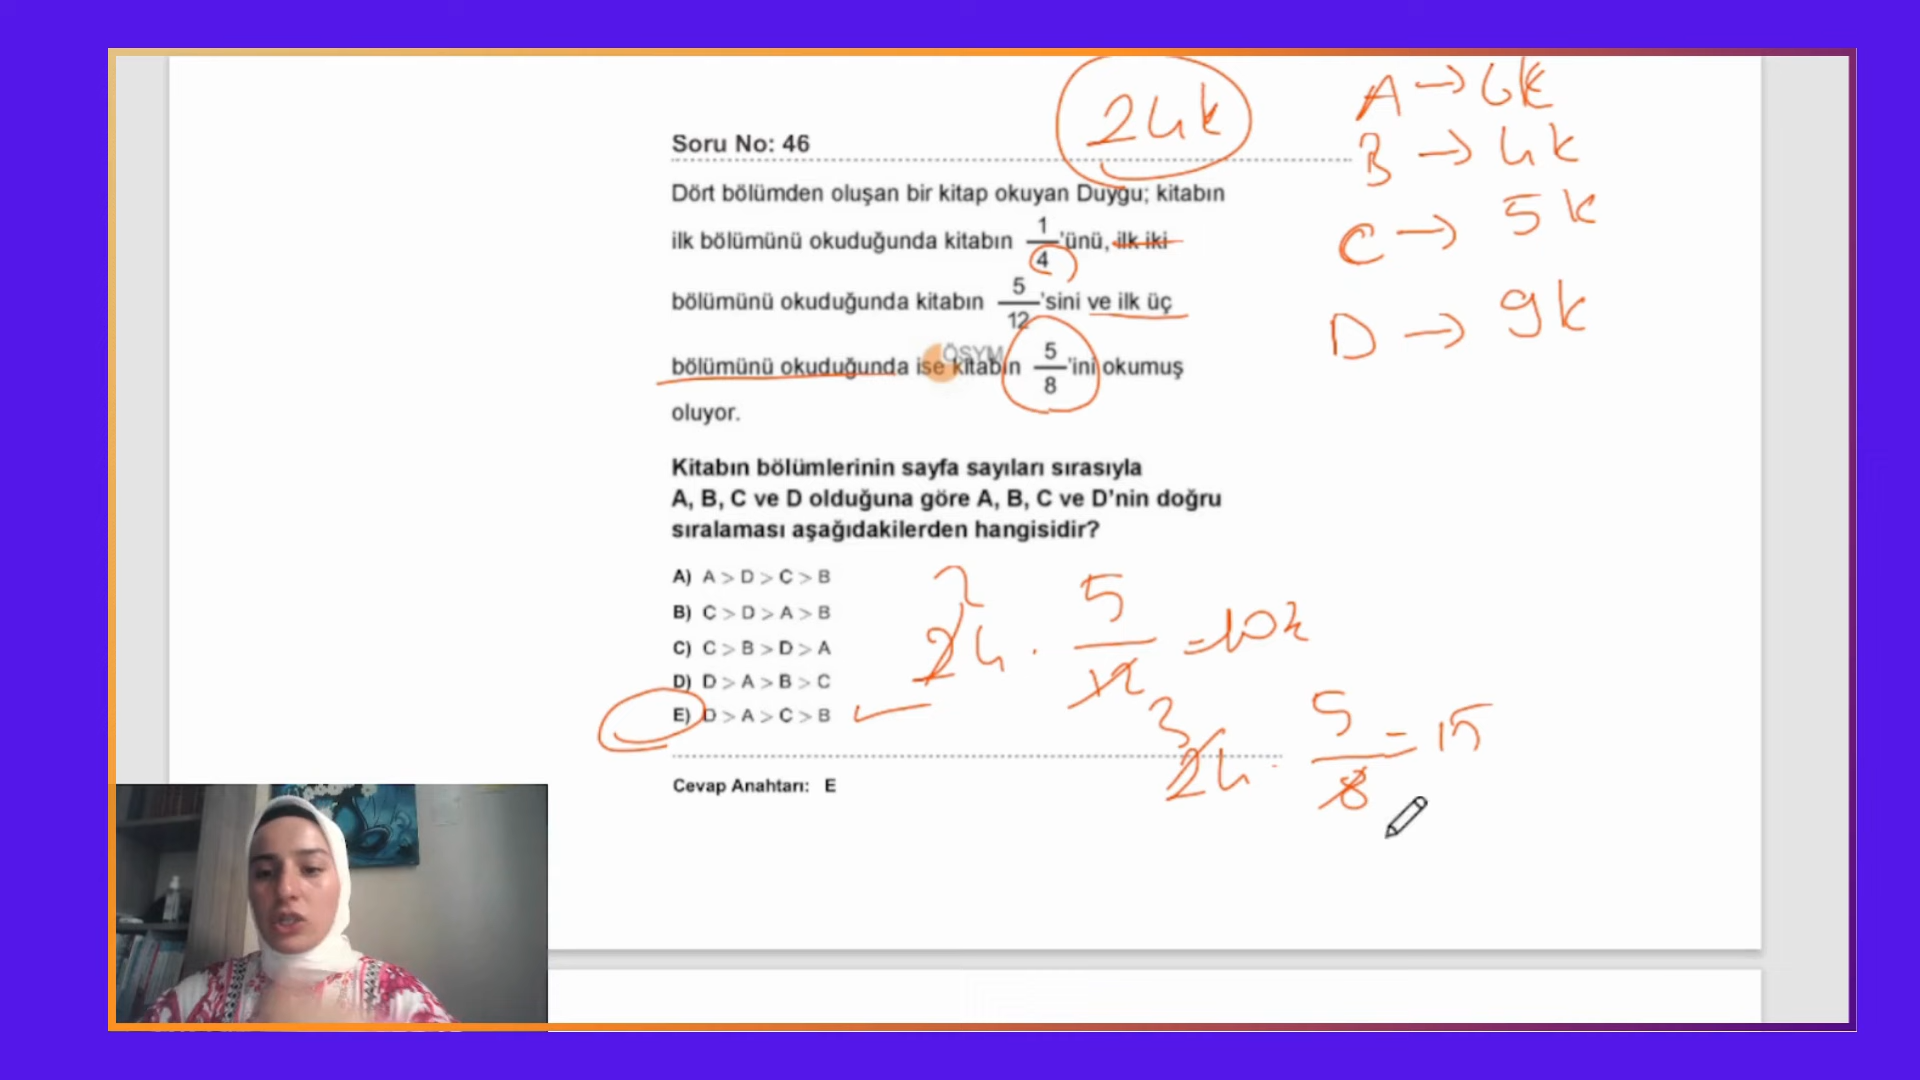 24k
A → 6k
B → 4k
C → 5k
D → 9k
Soru No: 46
Dört bölümden oluşan bir kitap okuyan Duygu; kitabın
ilk bölümünü okuduğunda kitabın 1/4 'ünü, ilk iki
bölümünü okuduğunda kitabın 5/12 'sini ve ilk üç
bölümünü okuduğunda ise kitabın 5/8 'ini okumuş
ÖSYM
oluyor.
Kitabın bölümlerinin sayfa sayıları sırasıyla
A, B, C ve D olduğuna göre A, B, C ve D'nin doğru
sıralaması aşağıdakilerden hangisidir?
A) A > D > C > B
B) C > D > A > B
C) C > B > D > A
D) D > A > B > C
E) D > A > C > B
2
24 . 5/12 = 10k
3
24 . 5/8 = 15
Cevap Anahtarı: E